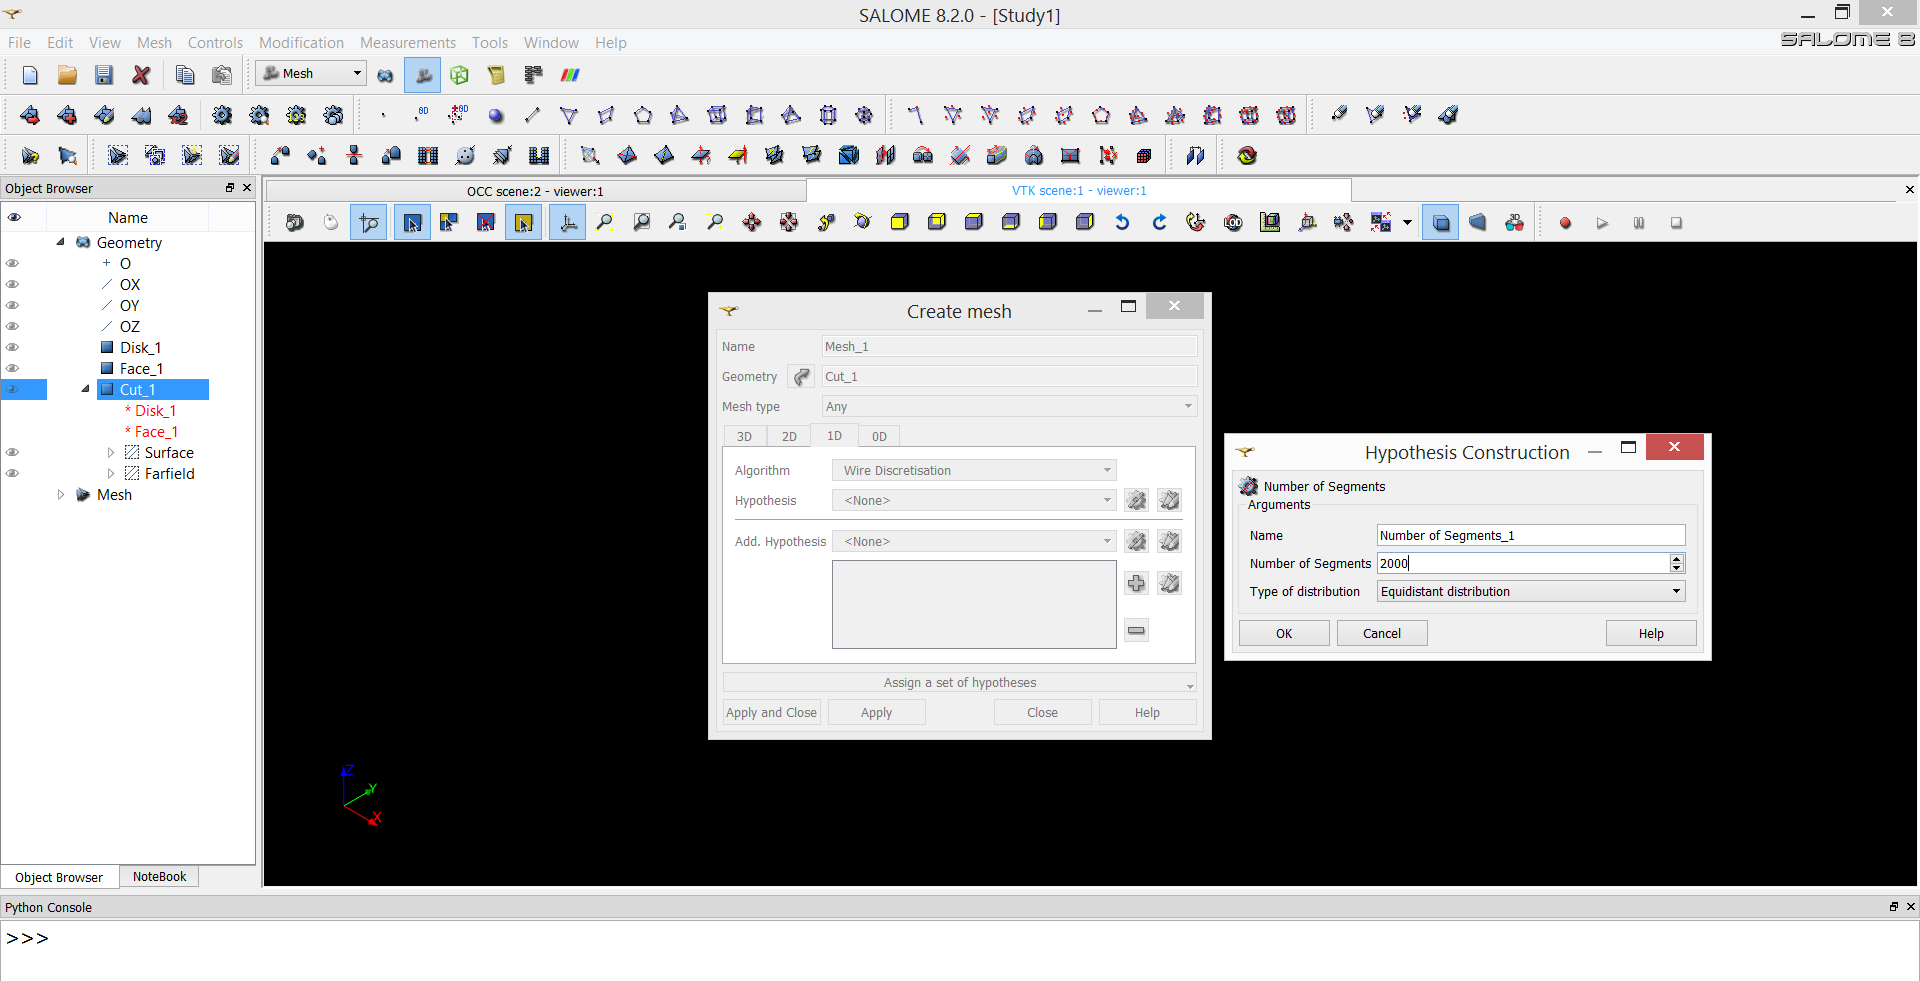 SALOME 8.2.0 - [Study1]
File Edit View Mesh Controls Modification Measurements Tools Window Help
SALOME 8
Mesh
0D
0D
Object Browser
OCC scene:2 - viewer:1
VTK scene:1 - viewer:1
Name
Geometry
O
OX
OY
OZ
Disk_1
Face_1
Cut_1
* Disk_1
* Face_1
Surface
Farfield
Mesh
Create mesh
Name Mesh_1
Geometry Cut_1
Mesh type Any
3D 2D 1D 0D
Algorithm Wire Discretisation
Hypothesis <None>
Add. Hypothesis <None>
Assign a set of hypotheses
Apply and Close Apply Close Help
Hypothesis Construction
Number of Segments
Arguments
Name Number of Segments_1
Number of Segments 2000
Type of distribution Equidistant distribution
OK Cancel Help
Z
Y
X
Object Browser NoteBook
Python Console
>>>